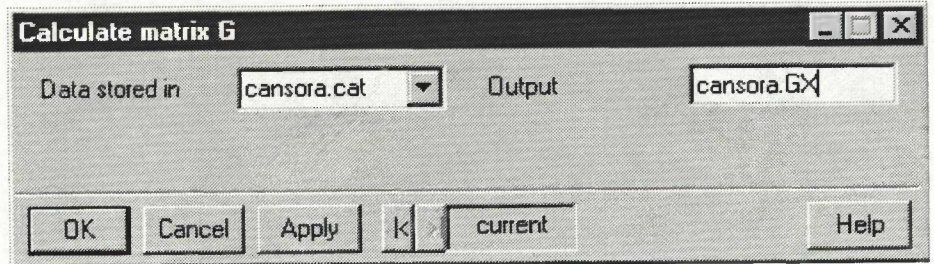 Calculate matrix G
Data stored in cansora.cat Output cansora.GX
OK Cancel Apply |< > current Help